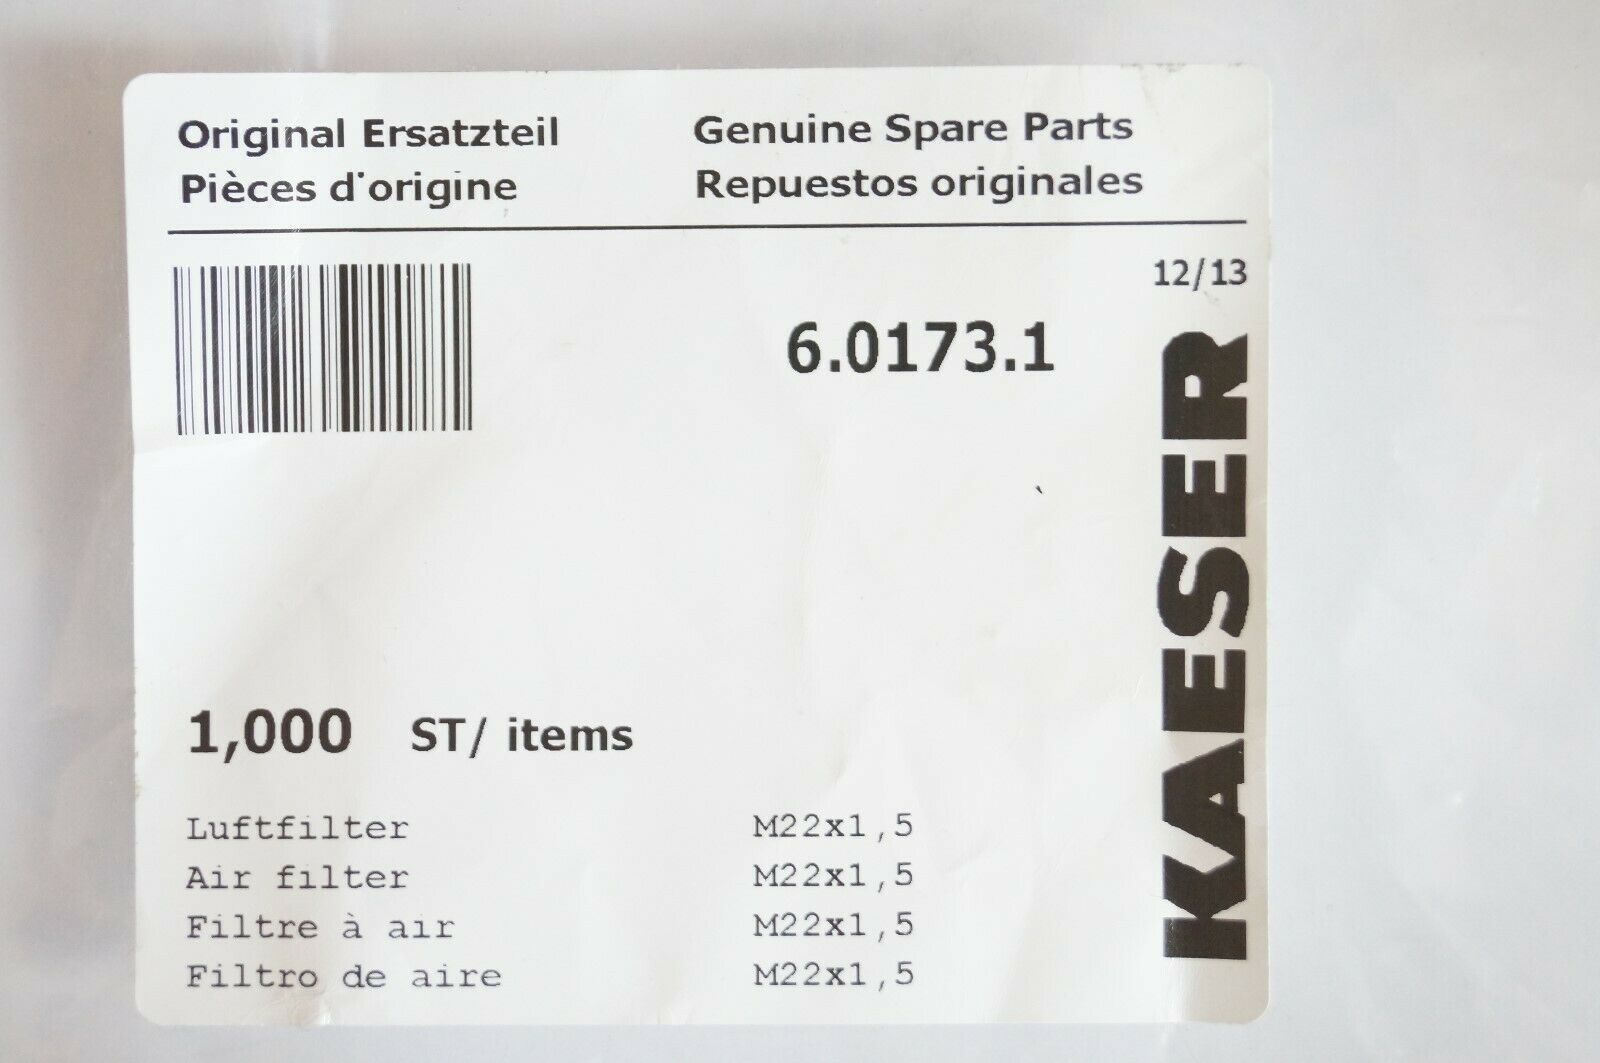 Original Ersatzteil Genuine Spare Parts
Pièces d'origine Repuestos originales
12/13
6.0173.1
KAESER
1,000 ST/ items
Luftfilter M22x1,5
Air filter M22x1,5
Filtre à air M22x1,5
Filtro de aire M22x1,5